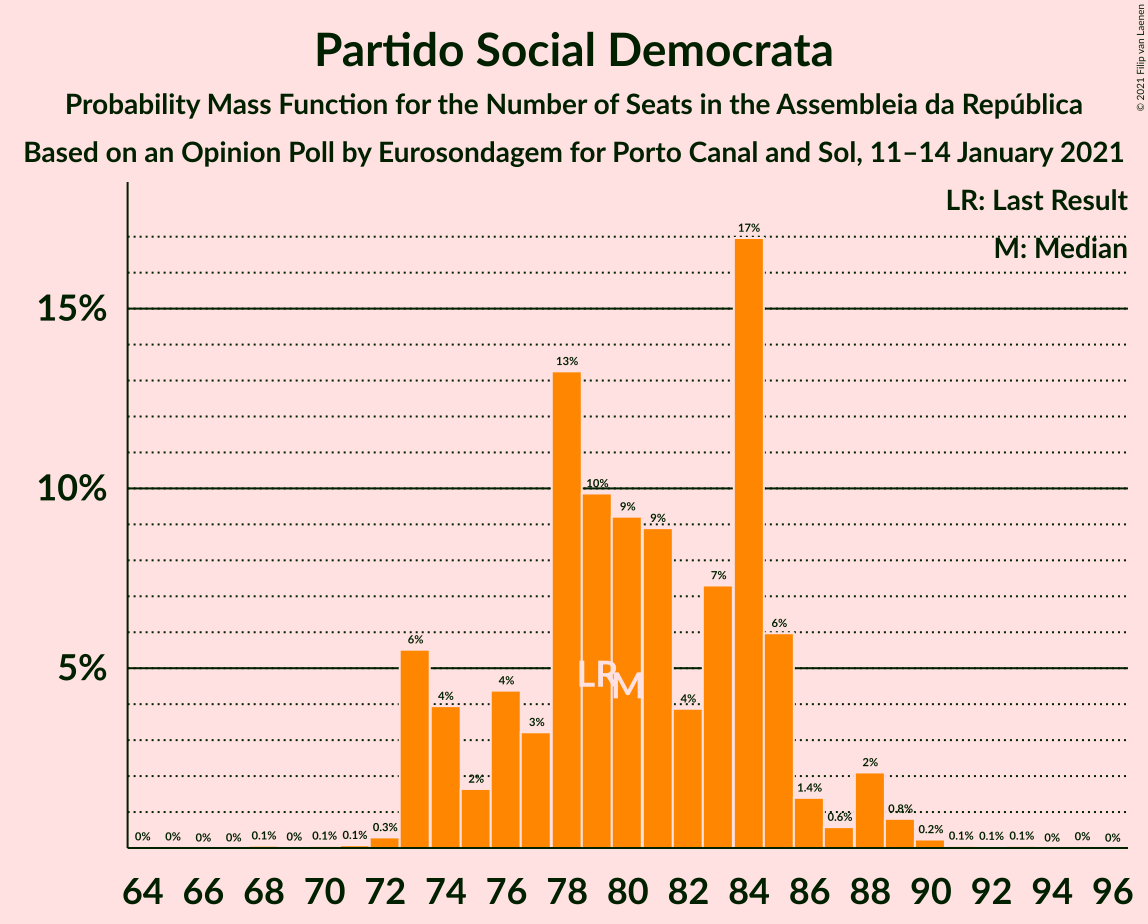 Partido Social Democrata
Probability Mass Function for the Number of Seats in the Assembleia da República
Based on an Opinion Poll by Eurosondagem for Porto Canal and Sol, 11–14 January 2021
© 2021 Filip van Laenen
LR: Last Result
M: Median
15%
10%
5%
0% 0% 0% 0% 0.1% 0% 0.1% 0.1% 0.3% 6% 4% 2% 4% 3% 13% 10% 9% 9% 4% 7% 17% 6% 1.4% 0.6% 2% 0.8% 0.2% 0.1% 0.1% 0.1% 0% 0% 0%
LR M
64 66 68 70 72 74 76 78 80 82 84 86 88 90 92 94 96